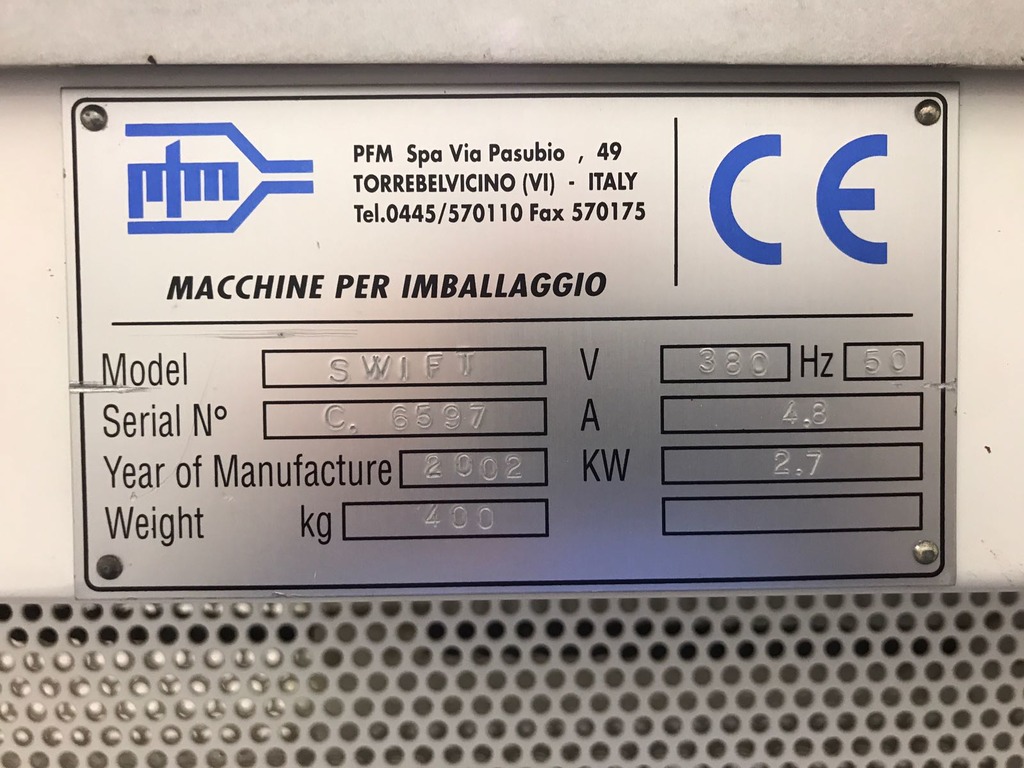 pfm
PFM Spa Via Pasubio , 49
TORREBELVICINO (VI) - ITALY
Tel.0445/570110 Fax 570175
CE
MACCHINE PER IMBALLAGGIO
Model SWIFT V 380 Hz 50
Serial N° C. 6597 A 4,8
Year of Manufacture 2002 KW 2,7
Weight kg 400